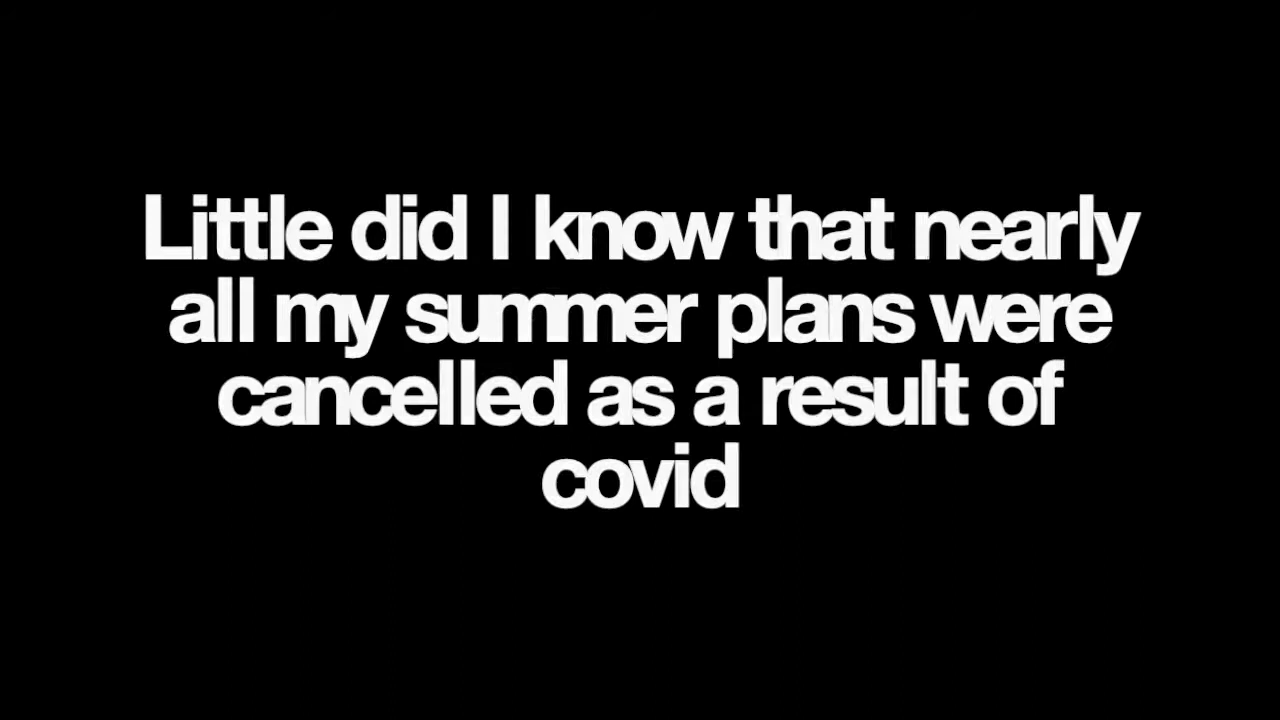 Little did I know that nearly
all my summer plans were
cancelled as a result of
covid